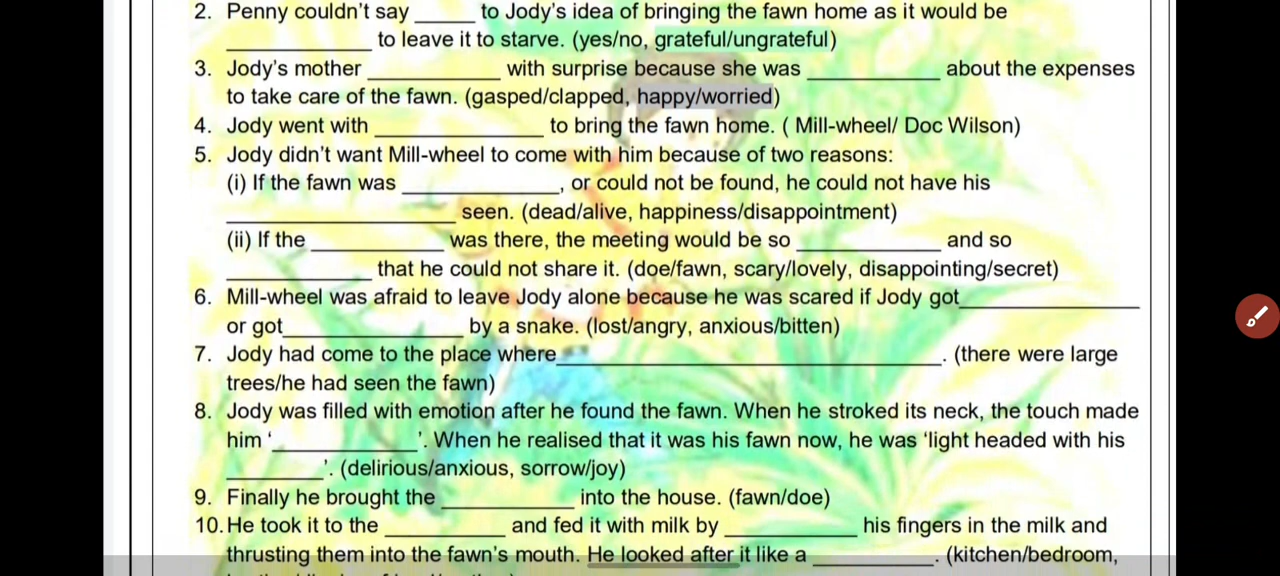 2. Penny couldn't say _____ to Jody's idea of bringing the fawn home as it would be
____________ to leave it to starve. (yes/no, grateful/ungrateful)
3. Jody's mother ___________ with surprise because she was ___________ about the expenses
to take care of the fawn. (gasped/clapped, happy/worried)
4. Jody went with ______________ to bring the fawn home. ( Mill-wheel/ Doc Wilson)
5. Jody didn't want Mill-wheel to come with him because of two reasons:
(i) If the fawn was _____________, or could not be found, he could not have his
___________________ seen. (dead/alive, happiness/disappointment)
(ii) If the ___________ was there, the meeting would be so ____________ and so
____________ that he could not share it. (doe/fawn, scary/lovely, disappointing/secret)
6. Mill-wheel was afraid to leave Jody alone because he was scared if Jody got_______________
or got_______________ by a snake. (lost/angry, anxious/bitten)
7. Jody had come to the place where________________________________. (there were large
trees/he had seen the fawn)
8. Jody was filled with emotion after he found the fawn. When he stroked its neck, the touch made
him ‘____________’. When he realised that it was his fawn now, he was ‘light headed with his
________’. (delirious/anxious, sorrow/joy)
9. Finally he brought the ___________ into the house. (fawn/doe)
10. He took it to the __________ and fed it with milk by ___________ his fingers in the milk and
thrusting them into the fawn's mouth. He looked after it like a __________. (kitchen/bedroom,